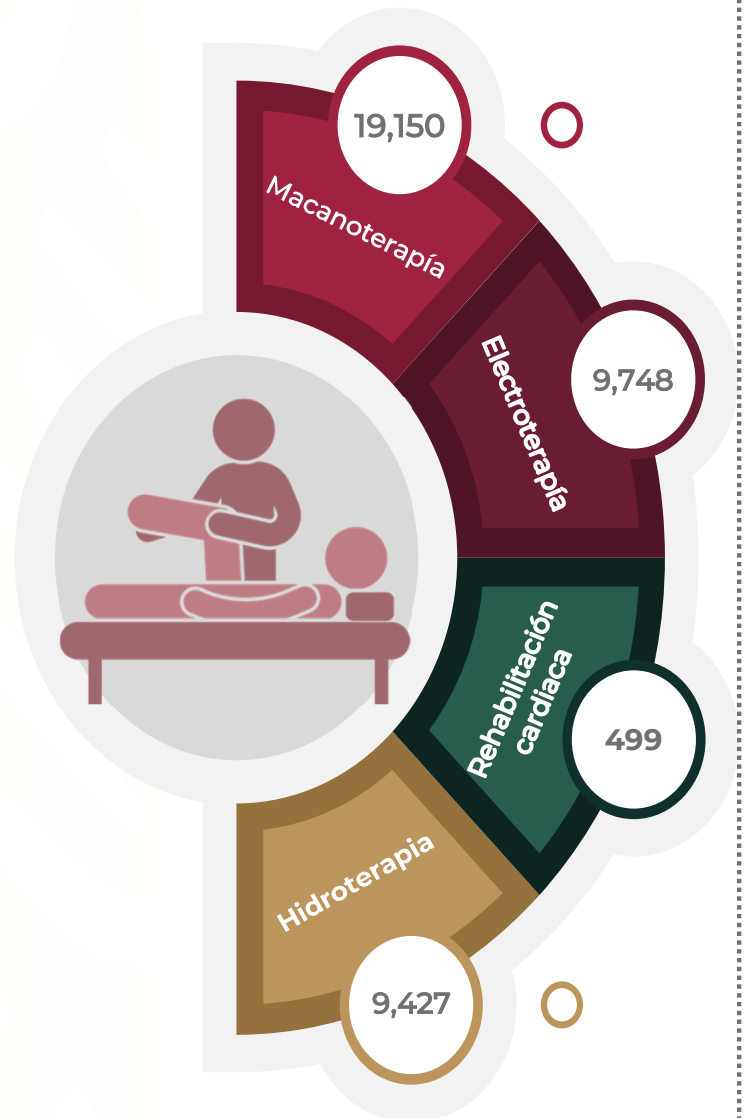 19,150
Macanoterapía
9,748
Electroterapía
Rehabilitación
cardiaca
499
Hidroterapia
9,427